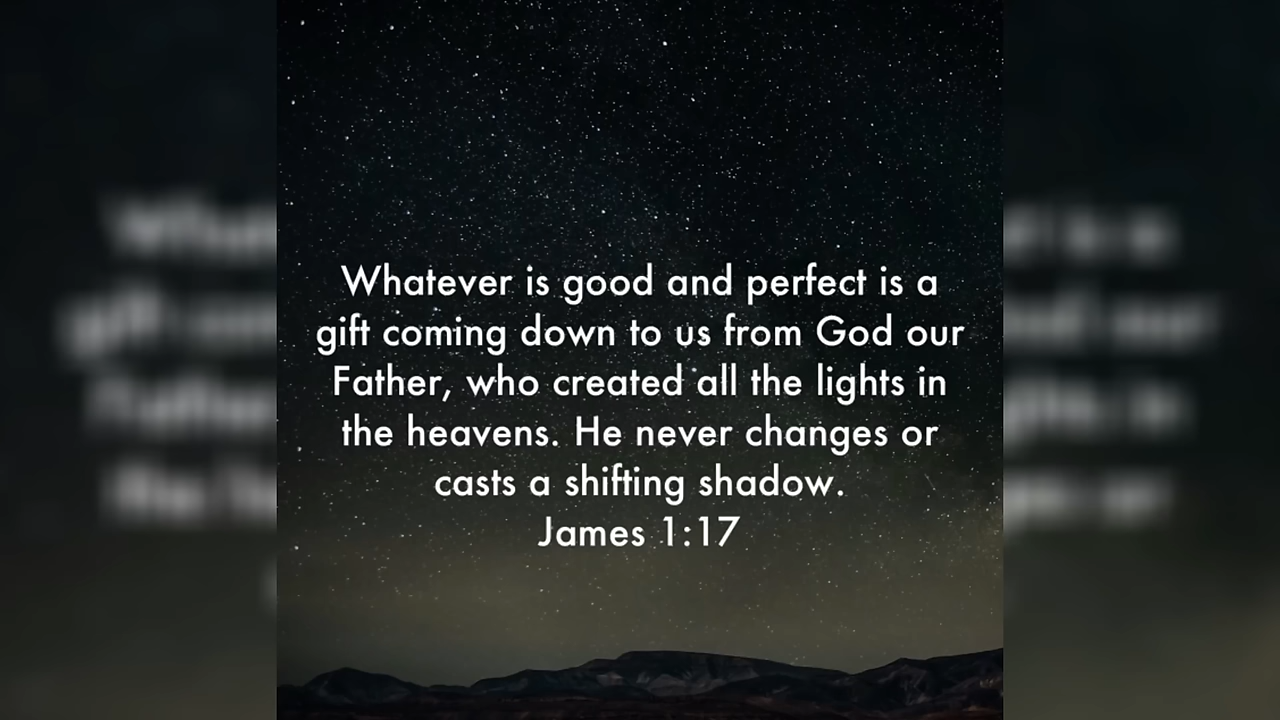 Whatever is good and perfect is a
gift coming down to us from God our
Father, who created all the lights in
the heavens. He never changes or
casts a shifting shadow.
James 1:17